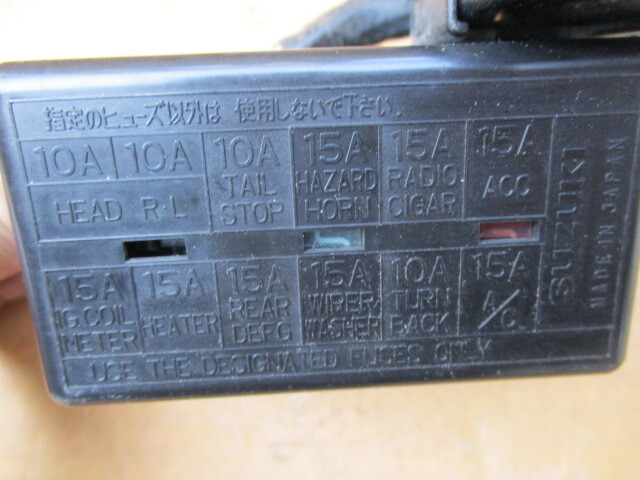 指定のヒューズ以外は 使用しないで下さい。
10A 10A 10A 15A 15A 15A
HEAD R・L TAIL STOP HAZARD HORN RADIO CIGAR ACC
15A 15A 15A 15A 10A 15A
IG.COIL METER HEATER REAR DEFG WIPER WASHER TURN BACK A/C
USE THE DESIGNATED FUSES ONLY
SUZUKI
MADE IN JAPAN